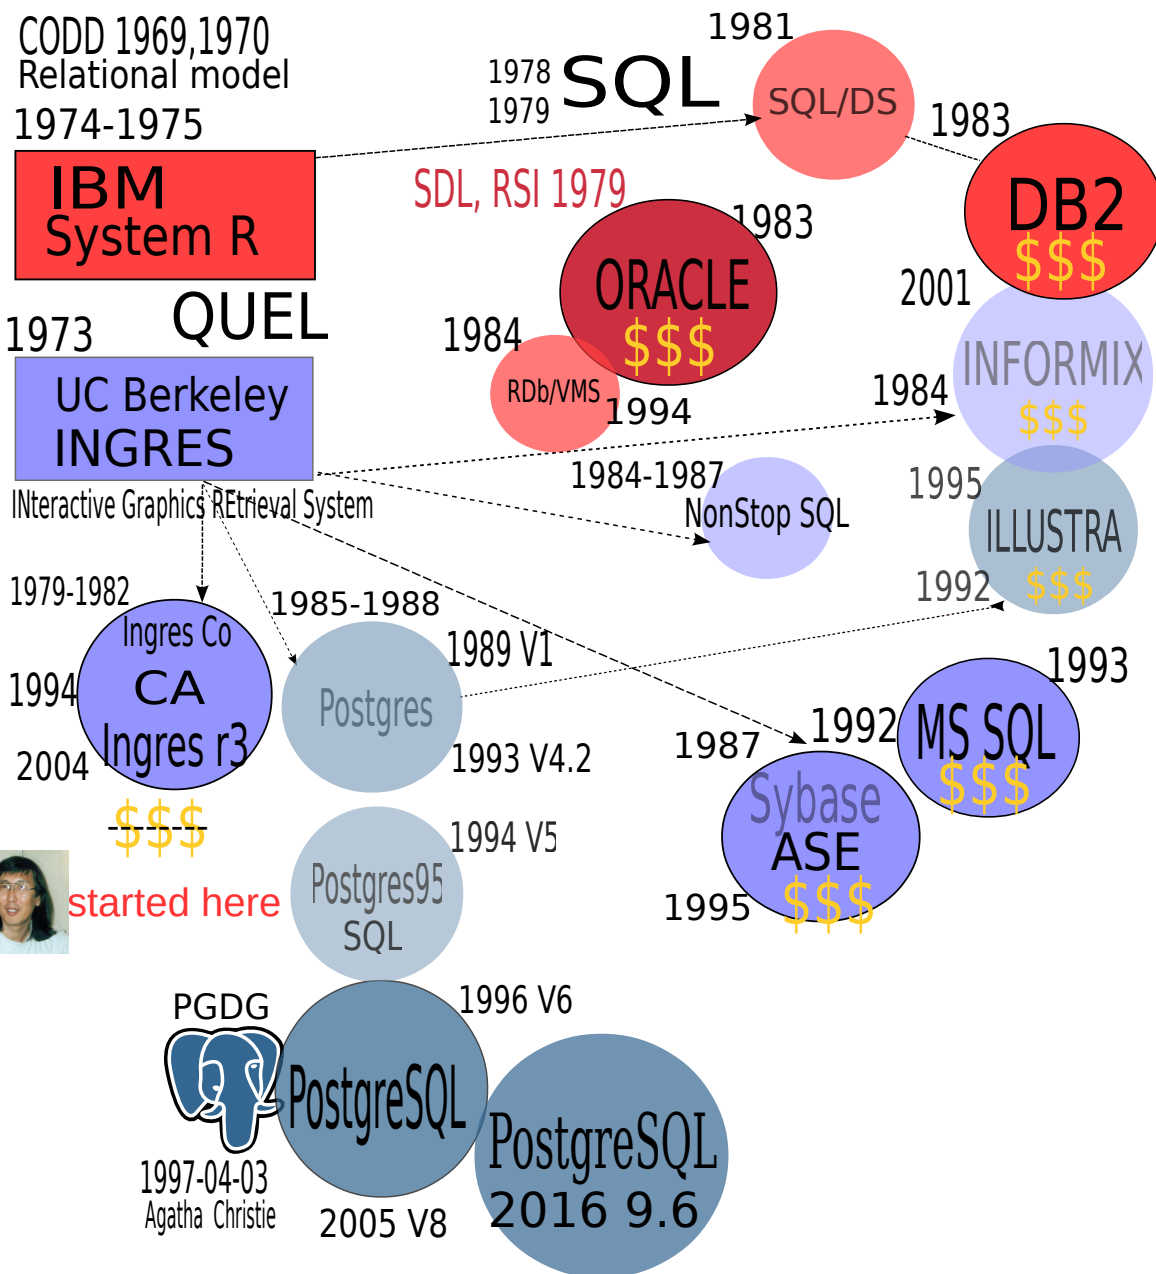 CODD 1969,1970
Relational model
1974-1975
IBM
System R
1978
1979
SQL
1981
SQL/DS
1983
DB2
$$$
SDL, RSI 1979
1983
ORACLE
$$$
1984
RDb/VMS
1994
2001
INFORMIX
$$$
1984
QUEL
1973
UC Berkeley
INGRES
INteractive Graphics REtrieval System
1984-1987
NonStop SQL
1995
ILLUSTRA
$$$
1992
1979-1982
Ingres Co
1994
CA
Ingres r3
2004
$$$
1985-1988
1989 V1
Postgres
1993 V4.2
1987
Sybase
ASE
$$$
1995
1992
1993
MS SQL
$$$
1994 V5
Postgres95
SQL
started here
PGDG
1996 V6
PostgreSQL
1997-04-03
Agatha Christie
2005 V8
PostgreSQL
2016 9.6